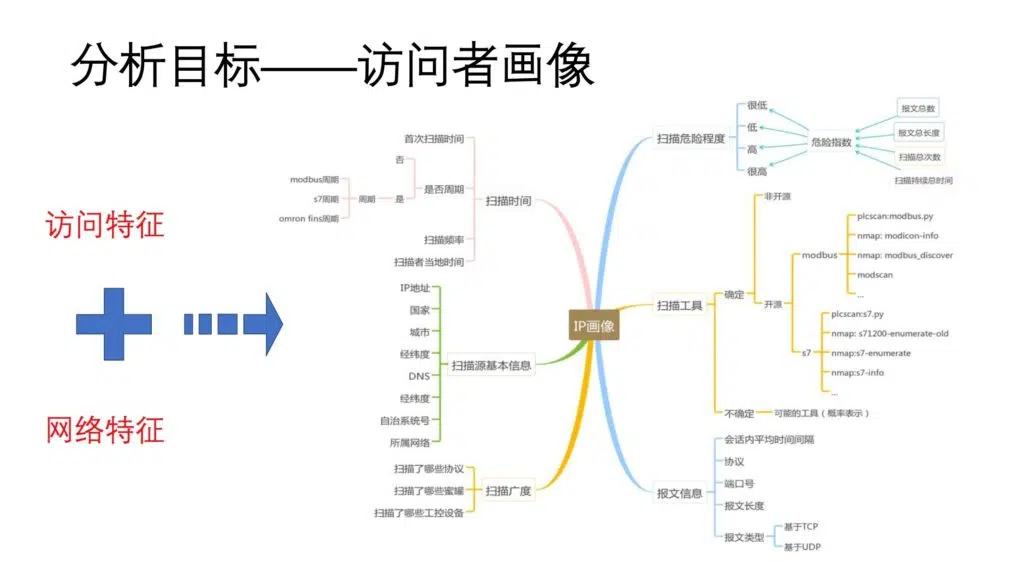 分析目标——访问者画像
访问特征
网络特征
IP画像
扫描时间
首次扫描时间
是否周期
否
是
周期
modbus周期
s7周期
omron fins周期
扫描频率
扫描者当地时间
扫描源基本信息
IP地址
国家
城市
经纬度
DNS
经纬度
自治系统号
所属网络
扫描广度
扫描了哪些协议
扫描了哪些蜜罐
扫描了哪些工控设备
扫描危险程度
很低
低
高
很高
危险指数
报文总数
报文总长度
扫描总次数
扫描持续总时间
扫描工具
确定
非开源
开源
modbus
plcscan:modbus.py
nmap: modicon-info
nmap: modbus_discover
modscan
...
s7
plcscan:s7.py
nmap: s71200-enumerate-old
nmap:s7-enumerate
nmap:s7-info
...
不确定
可能的工具（概率表示）
报文信息
会话内平均时间间隔
协议
端口号
报文长度
报文类型
基于TCP
基于UDP